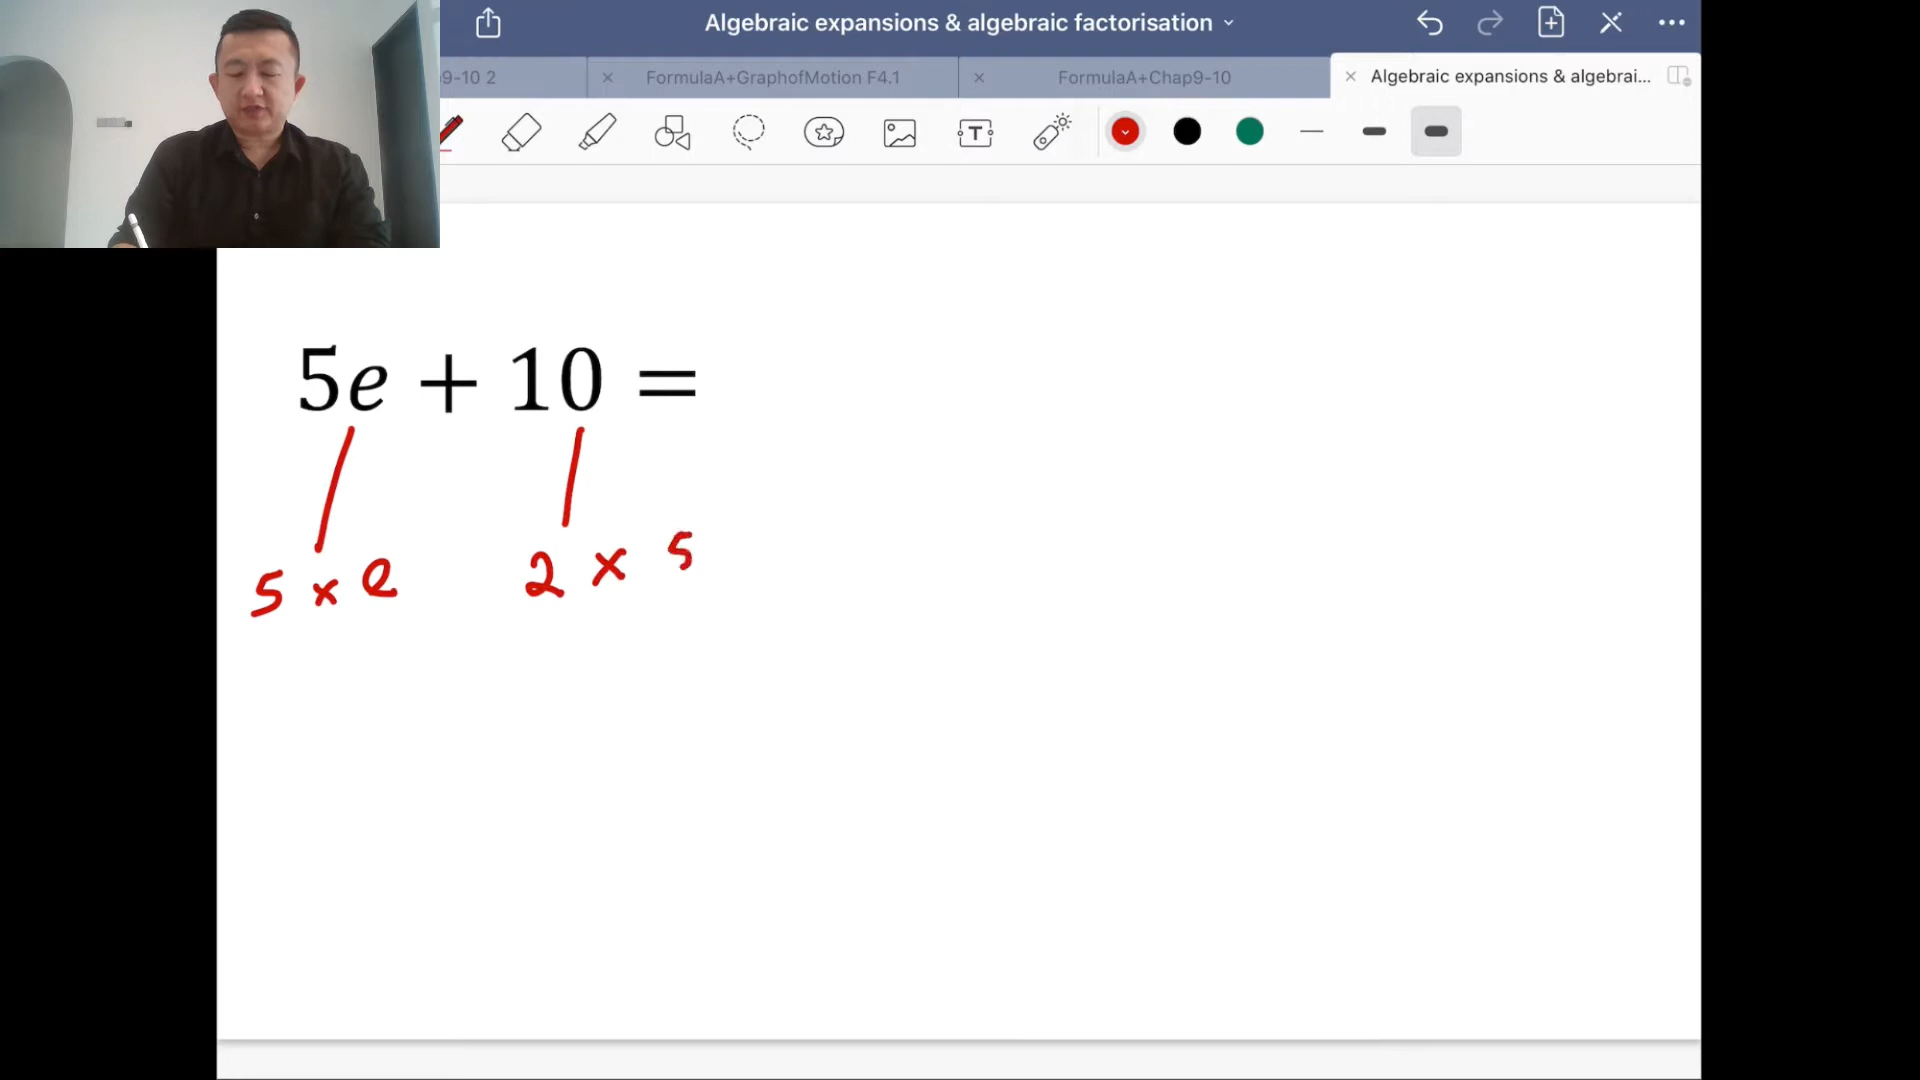 Algebraic expansions & algebraic factorisation
9-10 2
FormulaA+GraphofMotion F4.1
FormulaA+Chap9-10
Algebraic expansions & algebrai...
T
5e + 10 =
5 × e 2 × 5